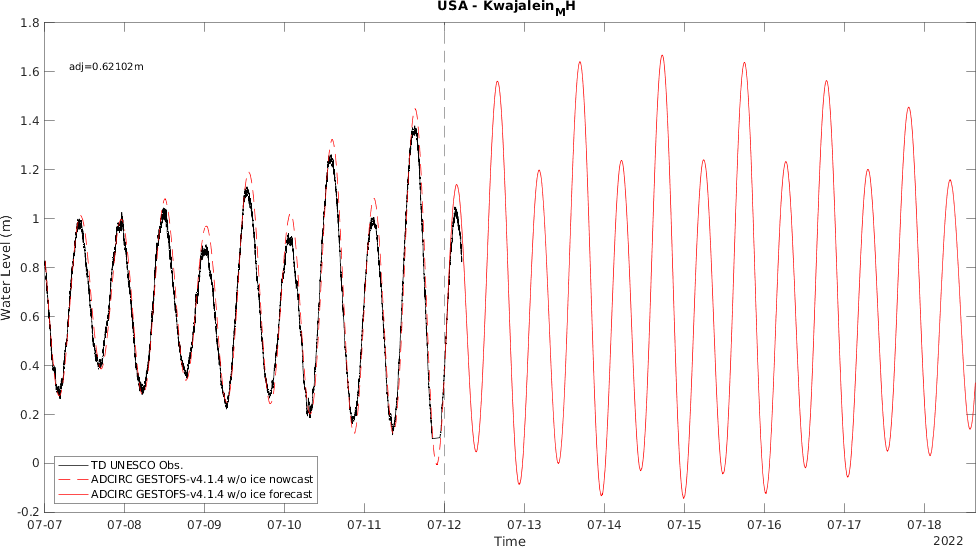 USA - Kwajalein_MH
1.8
1.6
1.4
1.2
1
0.8
0.6
0.4
0.2
0
-0.2
Water Level (m)
adj=0.62102m
TD UNESCO Obs.
ADCIRC GESTOFS-v4.1.4 w/o ice nowcast
ADCIRC GESTOFS-v4.1.4 w/o ice forecast
07-07 07-08 07-09 07-10 07-11 07-12 07-13 07-14 07-15 07-16 07-17 07-18
Time
2022